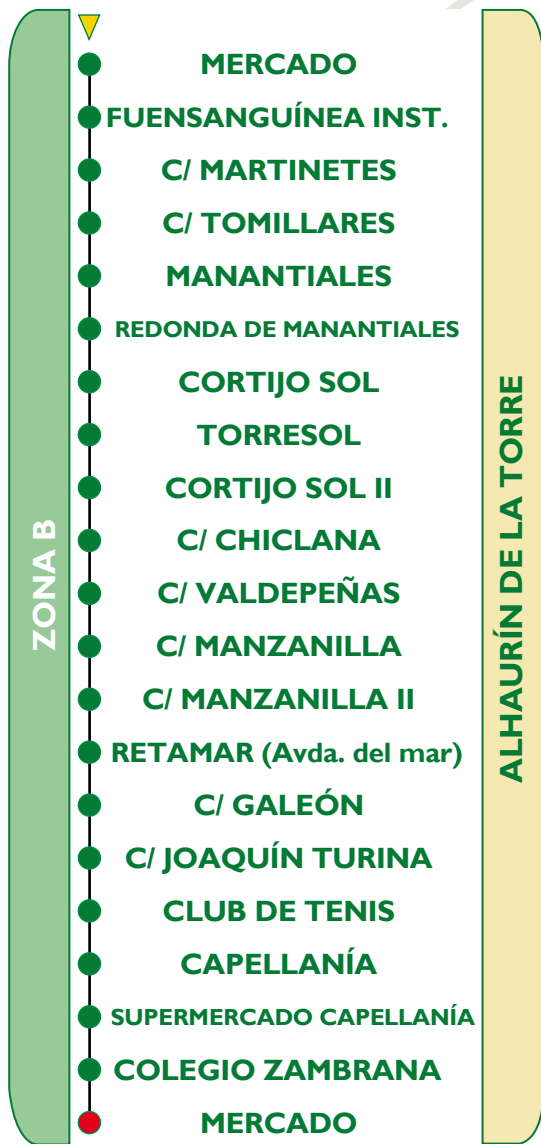 MERCADO
FUENSANGUÍNEA INST.
C/ MARTINETES
C/ TOMILLARES
MANANTIALES
REDONDA DE MANANTIALES
CORTIJO SOL
TORRESOL
CORTIJO SOL II
C/ CHICLANA
C/ VALDEPEÑAS
C/ MANZANILLA
C/ MANZANILLA II
RETAMAR (Avda. del mar)
C/ GALEÓN
C/ JOAQUÍN TURINA
CLUB DE TENIS
CAPELLANÍA
SUPERMERCADO CAPELLANÍA
COLEGIO ZAMBRANA
MERCADO
ZONA B
ALHAURÍN DE LA TORRE